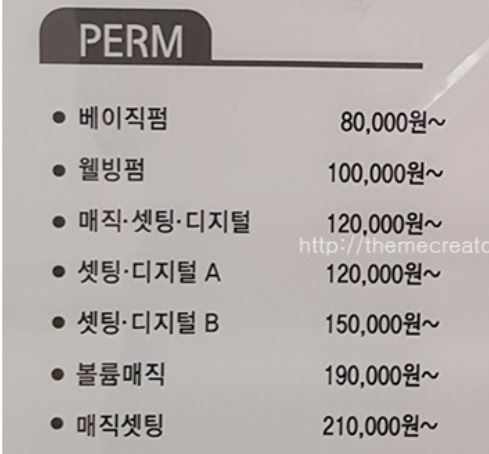 PERM
• 베이직펌 80,000원~
• 웰빙펌 100,000원~
• 매직·셋팅·디지털 120,000원~
http://themecreato
• 셋팅·디지털 A 120,000원~
• 셋팅·디지털 B 150,000원~
• 볼륨매직 190,000원~
• 매직셋팅 210,000원~